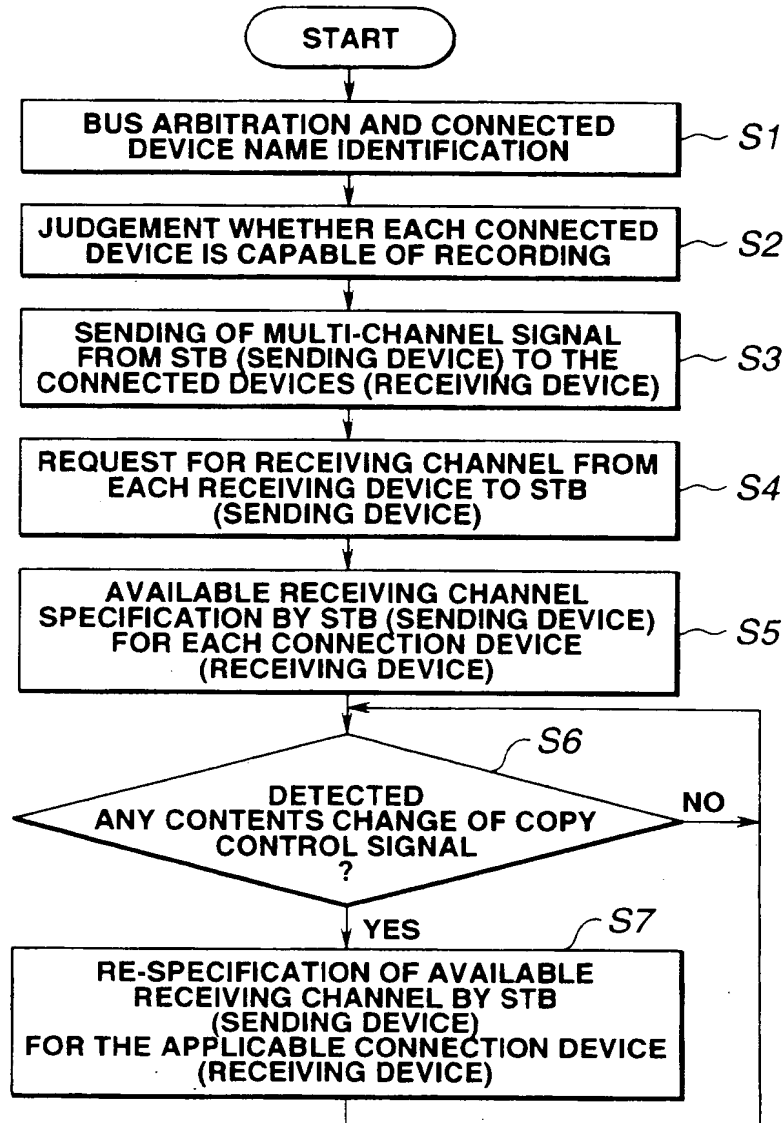 START
BUS ARBITRATION AND CONNECTED
DEVICE NAME IDENTIFICATION
S1
JUDGEMENT WHETHER EACH CONNECTED
DEVICE IS CAPABLE OF RECORDING
S2
SENDING OF MULTI-CHANNEL SIGNAL
FROM STB (SENDING DEVICE) TO THE
CONNECTED DEVICES (RECEIVING DEVICE)
S3
REQUEST FOR RECEIVING CHANNEL FROM
EACH RECEIVING DEVICE TO STB
(SENDING DEVICE)
S4
AVAILABLE RECEIVING CHANNEL
SPECIFICATION BY STB (SENDING DEVICE)
FOR EACH CONNECTION DEVICE
(RECEIVING DEVICE)
S5
S6
DETECTED
ANY CONTENTS CHANGE OF COPY
CONTROL SIGNAL
?
NO
YES
S7
RE-SPECIFICATION OF AVAILABLE
RECEIVING CHANNEL BY STB
(SENDING DEVICE)
FOR THE APPLICABLE CONNECTION DEVICE
(RECEIVING DEVICE)